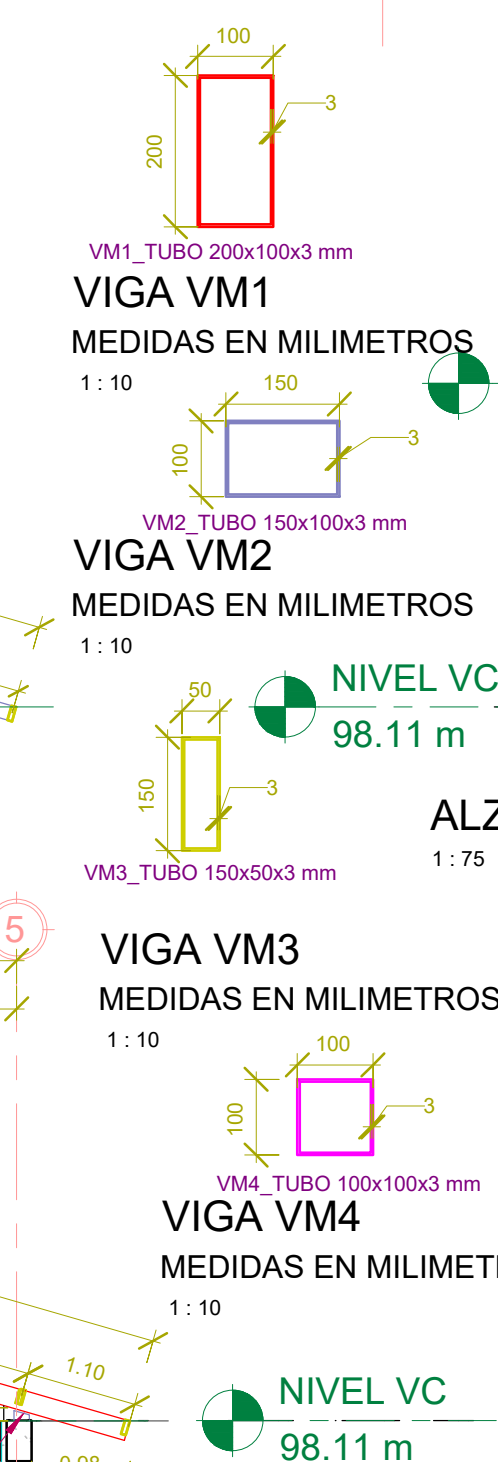 100
3
200
VM1_TUBO 200x100x3 mm
VIGA VM1
MEDIDAS EN MILIMETROS
1 : 10
150
3
100
VM2_TUBO 150x100x3 mm
VIGA VM2
MEDIDAS EN MILIMETROS
1 : 10
NIVEL VC
98.11 m
50
3
150
VM3_TUBO 150x50x3 mm
ALZ
1 : 75
5
VIGA VM3
MEDIDAS EN MILIMETROS
1 : 10
100
3
100
VM4_TUBO 100x100x3 mm
VIGA VM4
MEDIDAS EN MILIMET
1 : 10
1.10
NIVEL VC
98.11 m